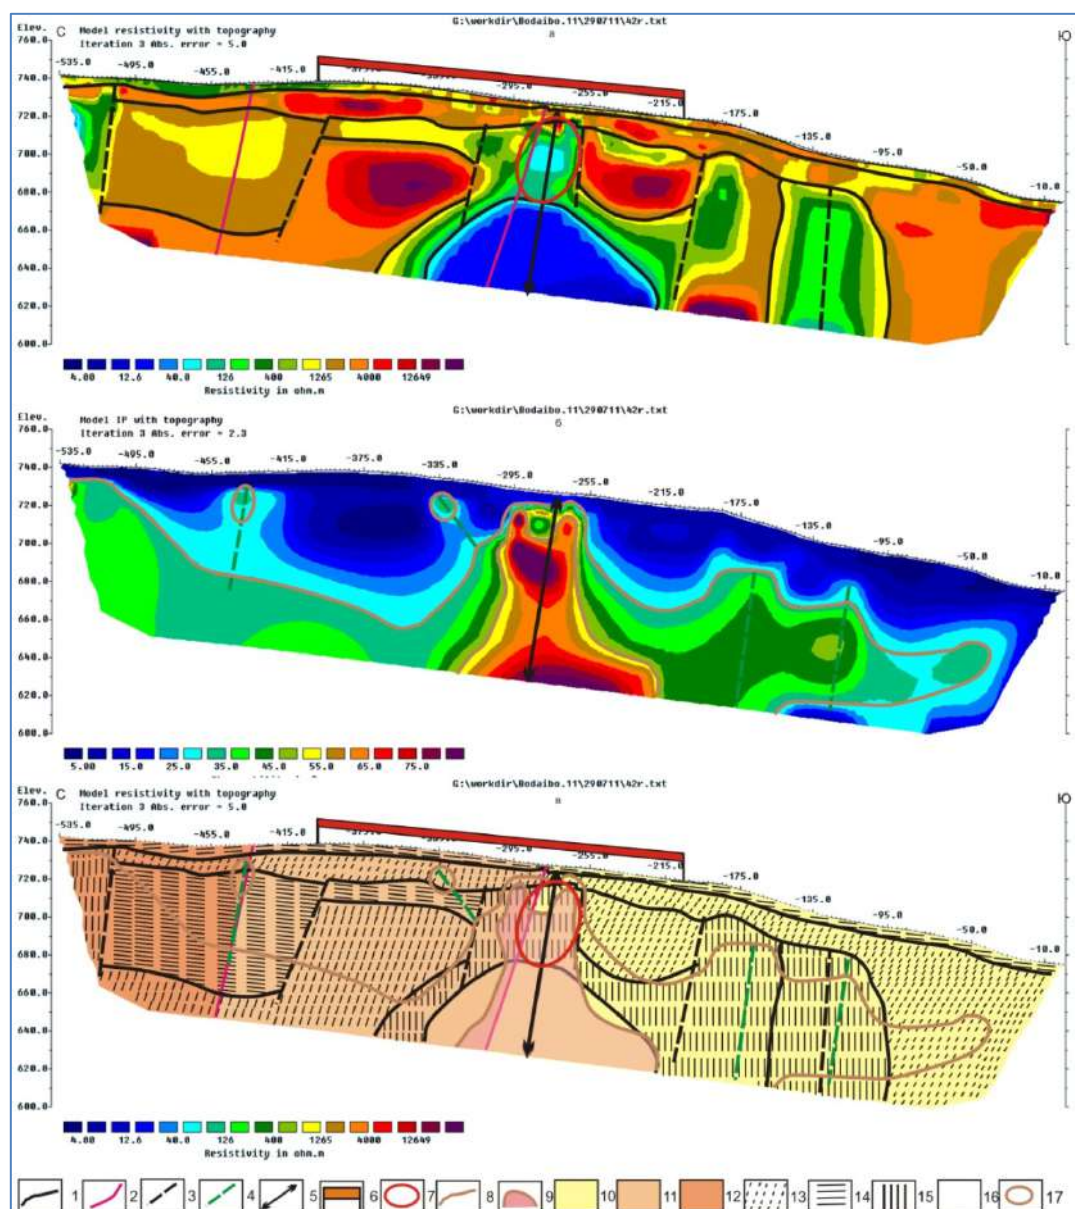 G:\workdir\Bodaibo.11\290711\42r.txt
Elev. С Model resistivity with topography а Ю
760.0 Iteration 3 Abs. error = 5.0
-535.0 -495.0 -455.0 -415.0 -295.0 -255.0 -215.0 -175.0 -135.0 -95.0 -50.0 -10.0
740.0
720.0
700.0
680.0
660.0
640.0
620.0
600.0
4.00 12.6 40.0 126 400 1265 4000 12649
Resistivity in ohm.m
G:\workdir\Bodaibo.11\290711\42r.txt
Elev. Model IP with topography б
760.0 Iteration 3 Abs. error = 2.3
-535.0 -495.0 -455.0 -415.0 -375.0 -335.0 -295.0 -255.0 -215.0 -175.0 -135.0 -95.0 -50.0 -10.0
740.0
720.0
700.0
680.0
660.0
640.0
620.0
600.0
5.00 15.0 25.0 35.0 45.0 55.0 65.0 75.0
G:\workdir\Bodaibo.11\290711\42r.txt
Elev. С Model resistivity with topography Ю
760.0 Iteration 3 Abs. error = 5.0
-535.0 -495.0 -455.0 -415.0 -295.0 -255.0 -215.0 -175.0 -135.0 -95.0 -50.0 -10.0
740.0
720.0
700.0
680.0
660.0
640.0
620.0
600.0
4.00 12.6 40.0 126 400 1265 4000 12649
Resistivity in ohm.m
1 2 3 4 5 6 7 8 9 10 11 12 13 14 15 16 17